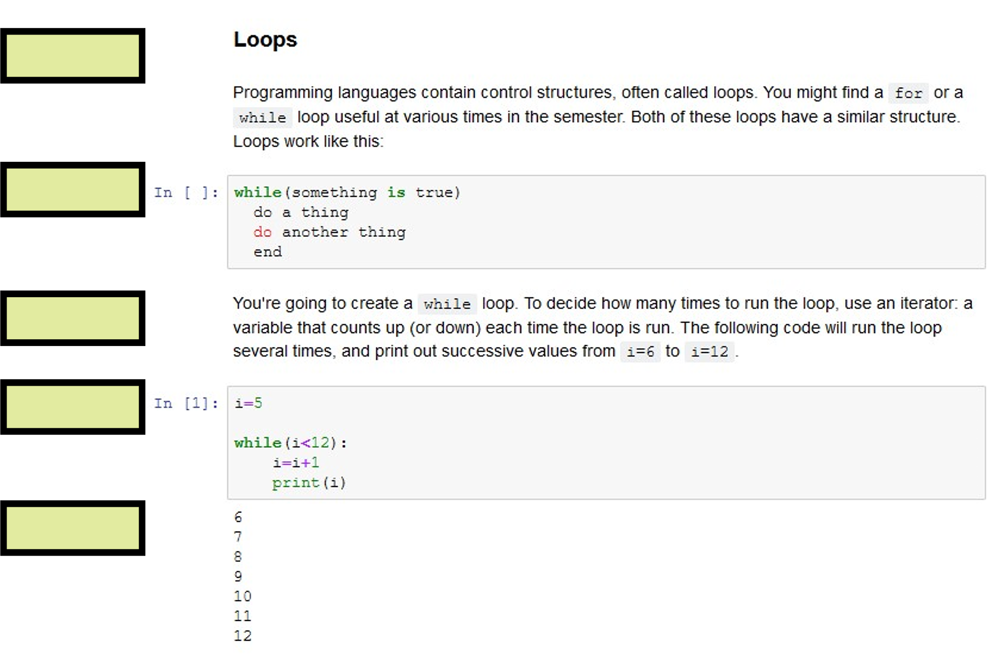 Loops
Programming languages contain control structures, often called loops. You might find a for or a
while loop useful at various times in the semester. Both of these loops have a similar structure.
Loops work like this:
In [ ]: while(something is true)
do a thing
do another thing
end
You're going to create a while loop. To decide how many times to run the loop, use an iterator: a
variable that counts up (or down) each time the loop is run. The following code will run the loop
several times, and print out successive values from i=6 to i=12.
In [1]: i=5
while(i<12):
i=i+1
print(i)
6
7
8
9
10
11
12